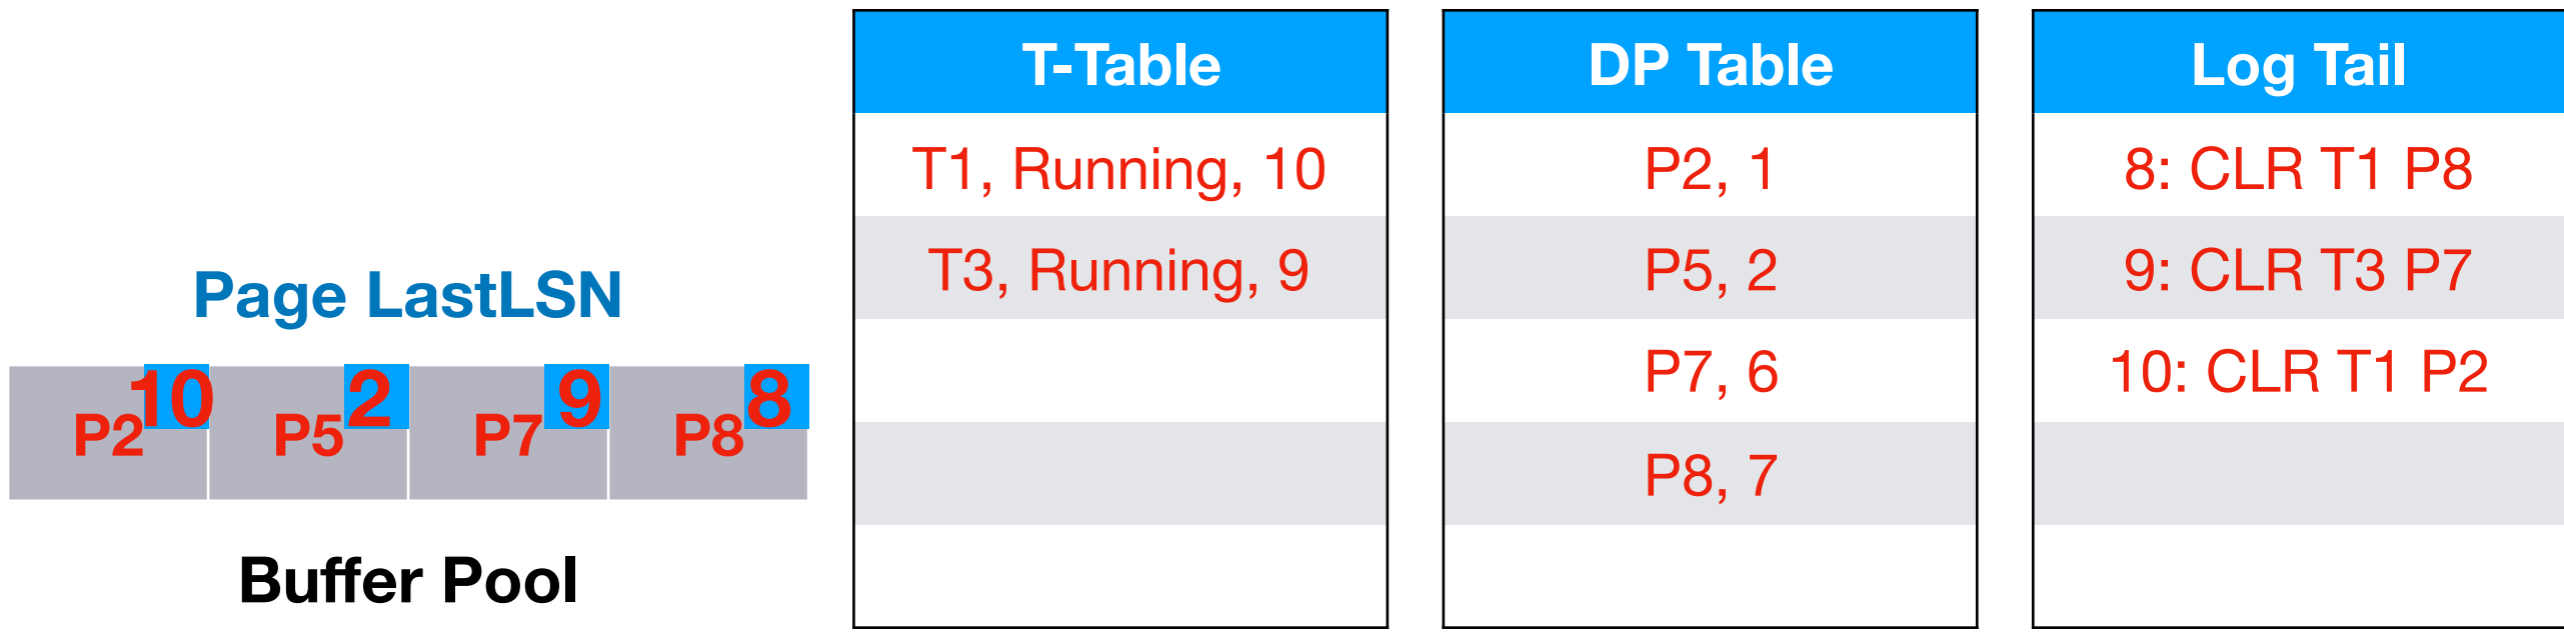 Page LastLSN
P2 10
P5 2
P7 9
P8 8
Buffer Pool
T-Table
T1, Running, 10
T3, Running, 9
DP Table
P2, 1
P5, 2
P7, 6
P8, 7
Log Tail
8: CLR T1 P8
9: CLR T3 P7
10: CLR T1 P2